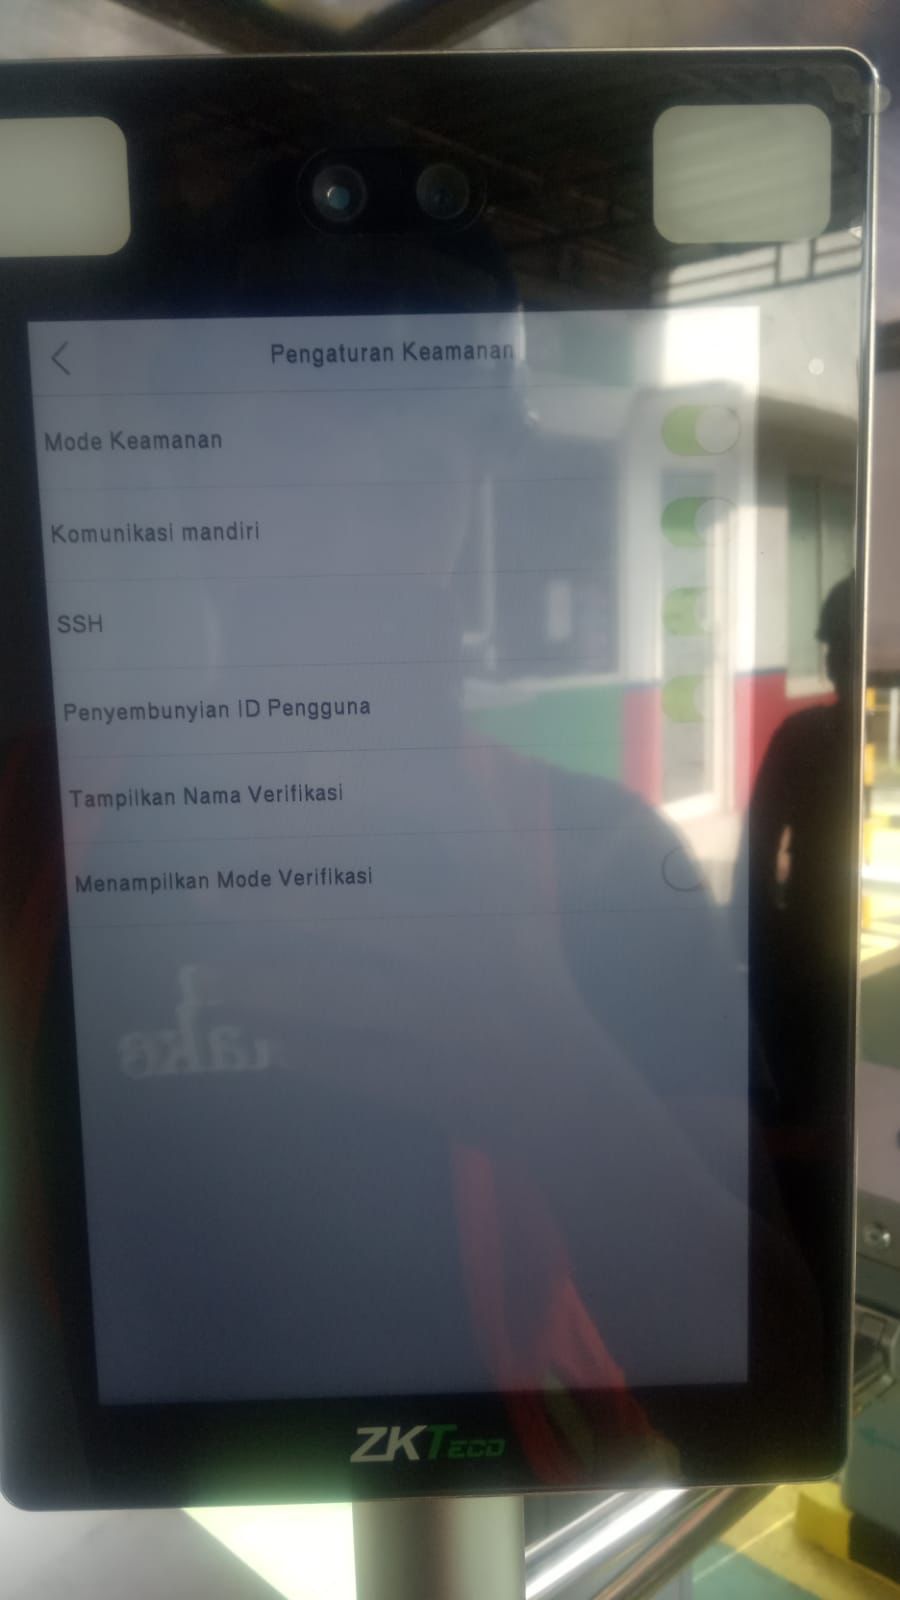 Pengaturan Keamanan
Mode Keamanan
Komunikasi mandiri
SSH
Penyembunyian ID Pengguna
Tampilkan Nama Verifikasi
Menampilkan Mode Verifikasi
ZKTeco